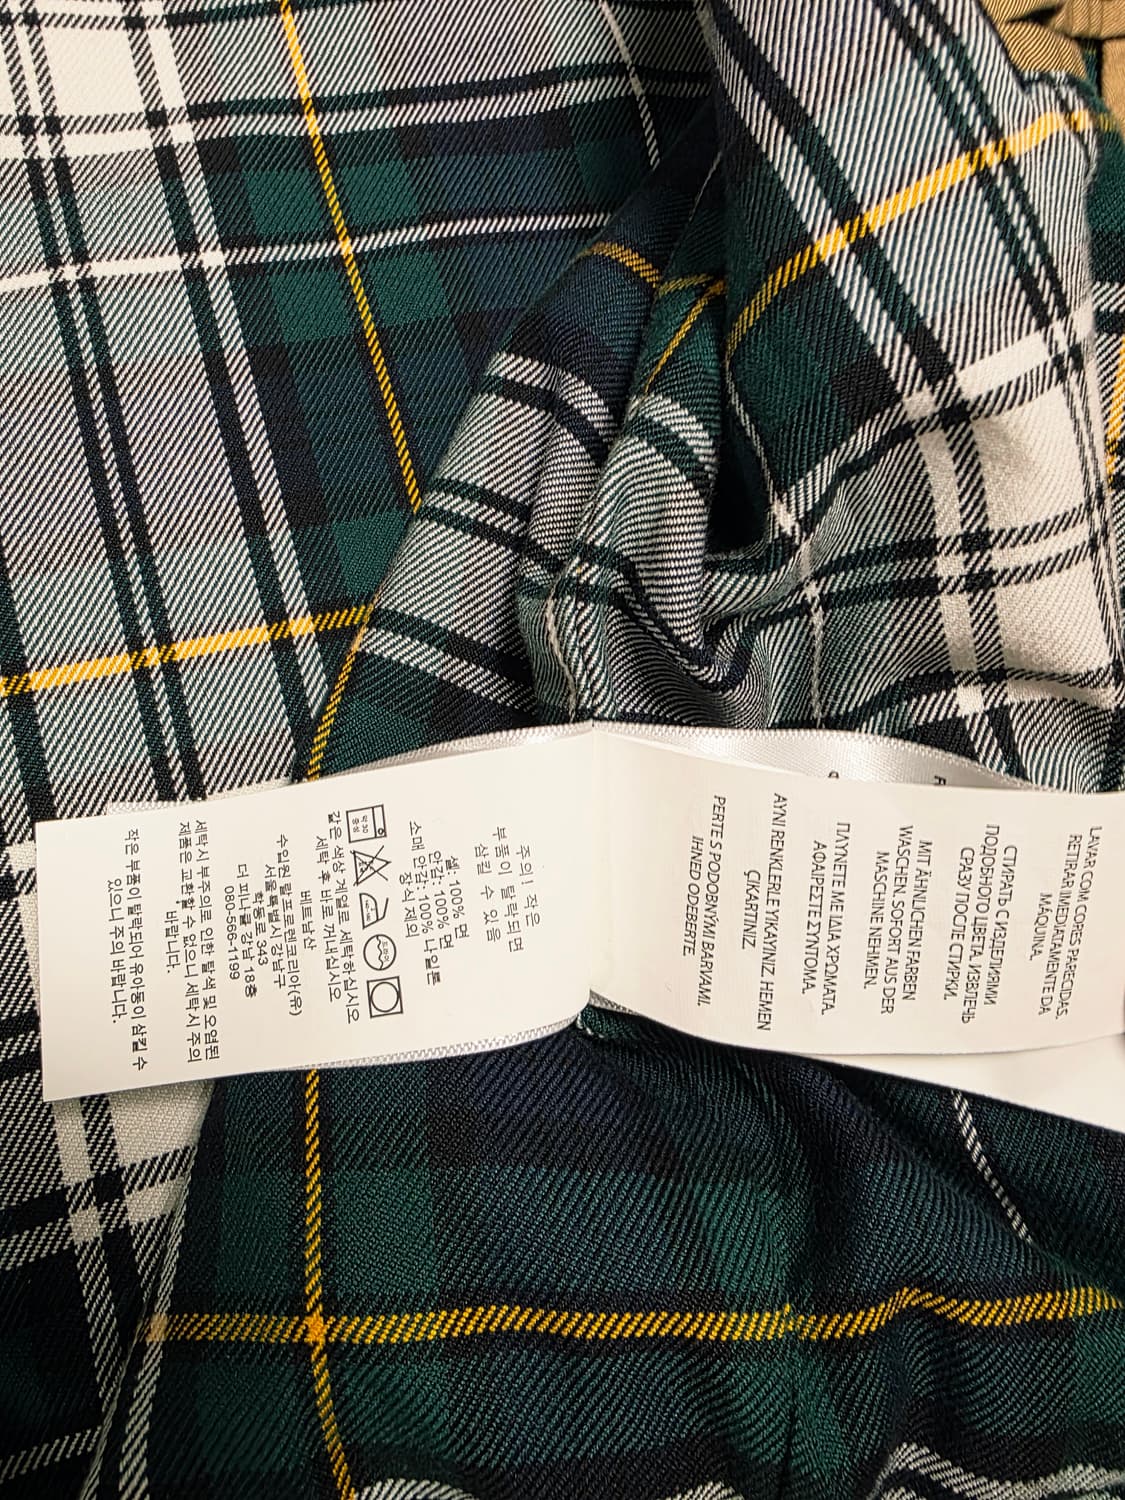 주의! 작은
부품이 탈락되면
삼킬 수 있음
쉘: 100% 면
안감: 100% 면
소매 안감: 100% 나일론
장식 제외
같은 색상 계열로 세탁하십시오
세탁 후 바로 꺼내십시오
베트남산
수입원 랄프로렌코리아(유)
서울특별시 강남구
학동로 343
더 피나클 강남 18층
080-566-1199
세탁시 부주의로 인한 탈색 및 오염된
제품은 교환할 수 없으니 세탁시 주의
바랍니다.
작은 부품이 탈락되어 유아동이 삼킬 수
있으니 주의 바랍니다.
LAVAR COM CORES PARECIDAS.
RETIRAR IMEDIATAMENTE DA
MÁQUINA.
СТИРАТЬ С ИЗДЕЛИЯМИ
ПОДОБНОГО ЦВЕТА. ИЗВЛЕЧЬ
СРАЗУ ПОСЛЕ СТИРКИ.
MIT ÄHNLICHEN FARBEN
WASCHEN. SOFORT AUS DER
MASCHINE NEHMEN.
ΠΛΥΝΕΤΕ ΜΕ ΙΔΙΑ ΧΡΩΜΑΤΑ.
ΑΦΑΙΡΕΣΤΕ ΣΥΝΤΟΜΑ.
AYNI RENKLERLE YIKAYINIZ. HEMEN
ÇIKARTINIZ.
PERTE S PODOBNÝMI BARVAMI.
IHNED ODEBERTE.